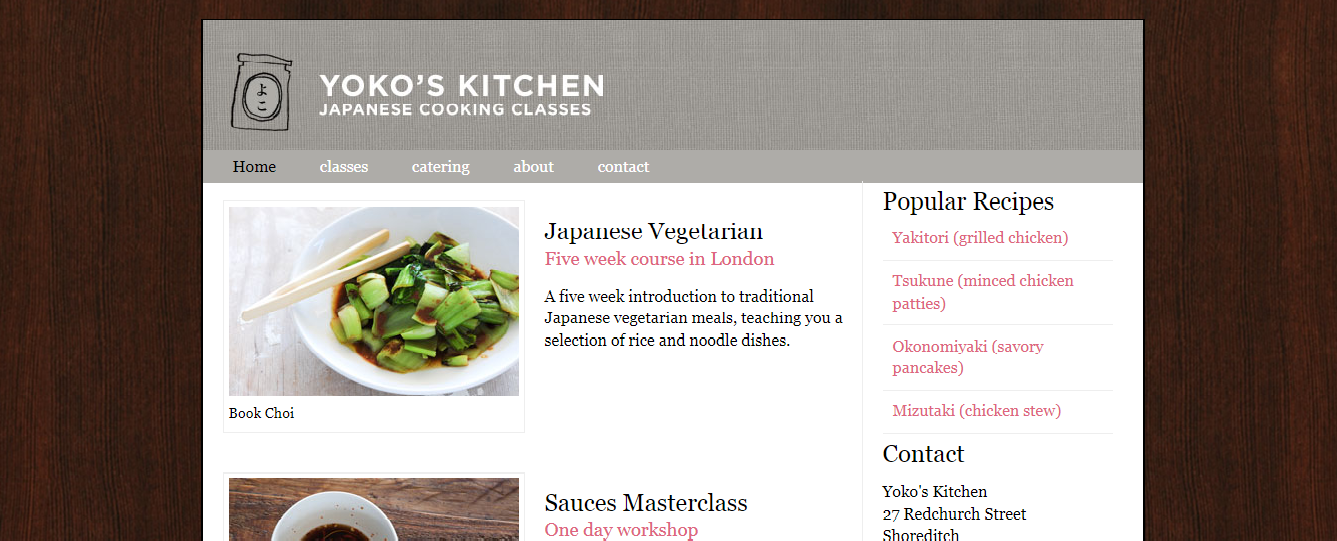 よこ
YOKO'S KITCHEN
JAPANESE COOKING CLASSES
Home classes catering about contact
Japanese Vegetarian
Five week course in London
A five week introduction to traditional
Japanese vegetarian meals, teaching you a
selection of rice and noodle dishes.
Book Choi
Sauces Masterclass
One day workshop
Popular Recipes
Yakitori (grilled chicken)
Tsukune (minced chicken
patties)
Okonomiyaki (savory
pancakes)
Mizutaki (chicken stew)
Contact
Yoko's Kitchen
27 Redchurch Street
Shoreditch